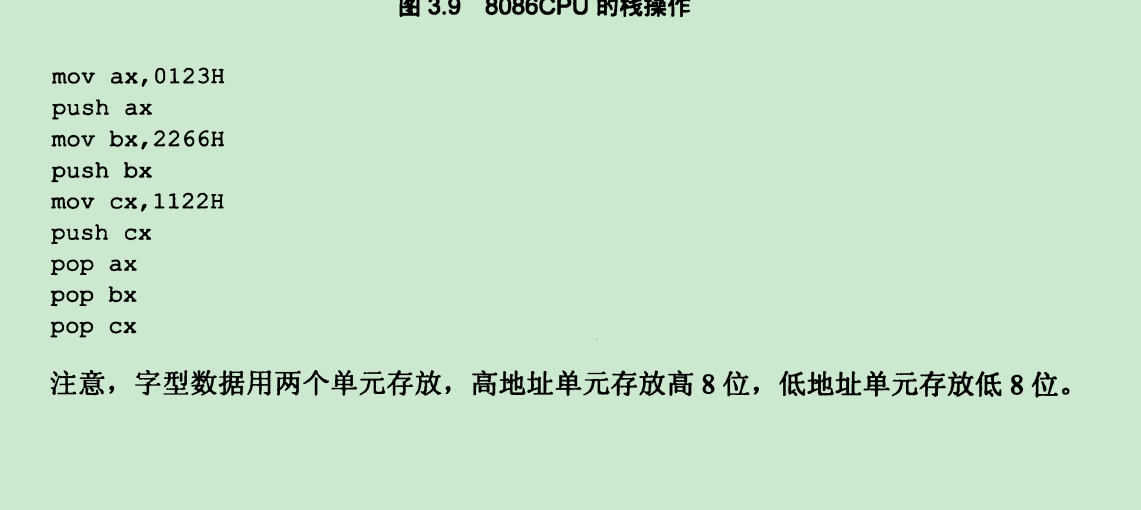 图 3.9 8086CPU 的栈操作
mov ax,0123H
push ax
mov bx,2266H
push bx
mov cx,1122H
push cx
pop ax
pop bx
pop cx
注意，字型数据用两个单元存放，高地址单元存放高 8 位，低地址单元存放低 8 位。